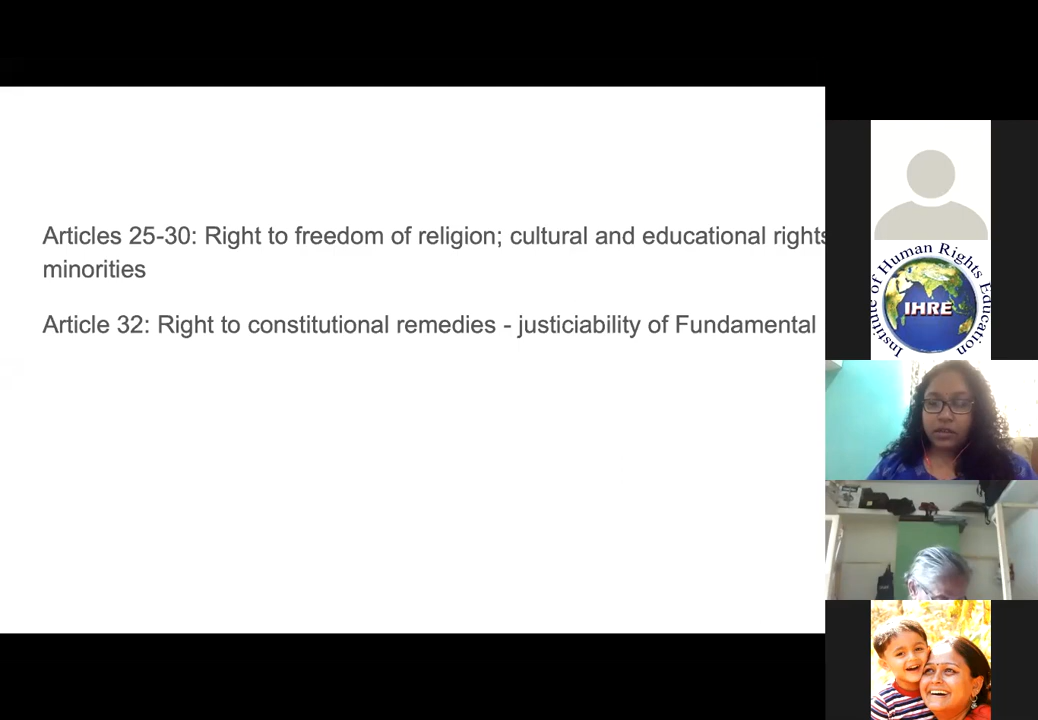 Articles 25-30: Right to freedom of religion; cultural and educational rights
minorities
Article 32: Right to constitutional remedies - justiciability of Fundamental
Institute of Human Rights Education
IHRE